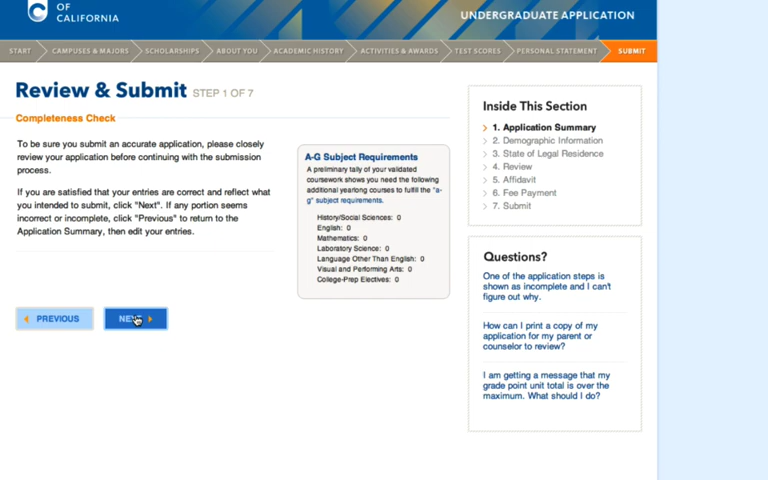 OF
CALIFORNIA
UNDERGRADUATE APPLICATION
START
CAMPUSES & MAJORS
SCHOLARSHIPS
ABOUT YOU
ACADEMIC HISTORY
ACTIVITIES & AWARDS
TEST SCORES
PERSONAL STATEMENT
SUBMIT
Review & Submit STEP 1 OF 7
Completeness Check
To be sure you submit an accurate application, please closely
review your application before continuing with the submission
process.
If you are satisfied that your entries are correct and reflect what
you intended to submit, click "Next". If any portion seems
incorrect or incomplete, click "Previous" to return to the
Application Summary, then edit your entries.
A-G Subject Requirements
A preliminary tally of your validated
coursework shows you need the following
additional yearlong courses to fulfill the "a-
g" subject requirements.
History/Social Sciences: 0
English: 0
Mathematics: 0
Laboratory Science: 0
Language Other Than English: 0
Visual and Performing Arts: 0
College-Prep Electives: 0
PREVIOUS
Inside This Section
1. Application Summary
2. Demographic Information
3. State of Legal Residence
4. Review
5. Affidavit
6. Fee Payment
7. Submit
Questions?
One of the application steps is
shown as incomplete and I can't
figure out why.
How can I print a copy of my
application for my parent or
counselor to review?
I am getting a message that my
grade point unit total is over the
maximum. What should I do?